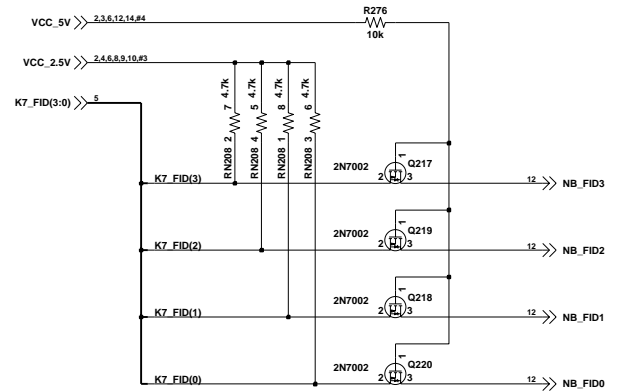 R276
VCC_5V 2,3,6,12,14,#4
10k
VCC_2.5V 2,4,6,8,9,10,#3
K7_FID(3:0) 5
RN208 2 7 4.7k
RN208 4 5 4.7k
RN208 1 8 4.7k
RN208 3 6 4.7k
2N7002 1 Q217
K7_FID(3) 2 3 12 NB_FID3
2N7002 1 Q219
K7_FID(2) 2 3 12 NB_FID2
2N7002 1 Q218
K7_FID(1) 2 3 12 NB_FID1
2N7002 1 Q220
K7_FID(0) 2 3 12 NB_FID0